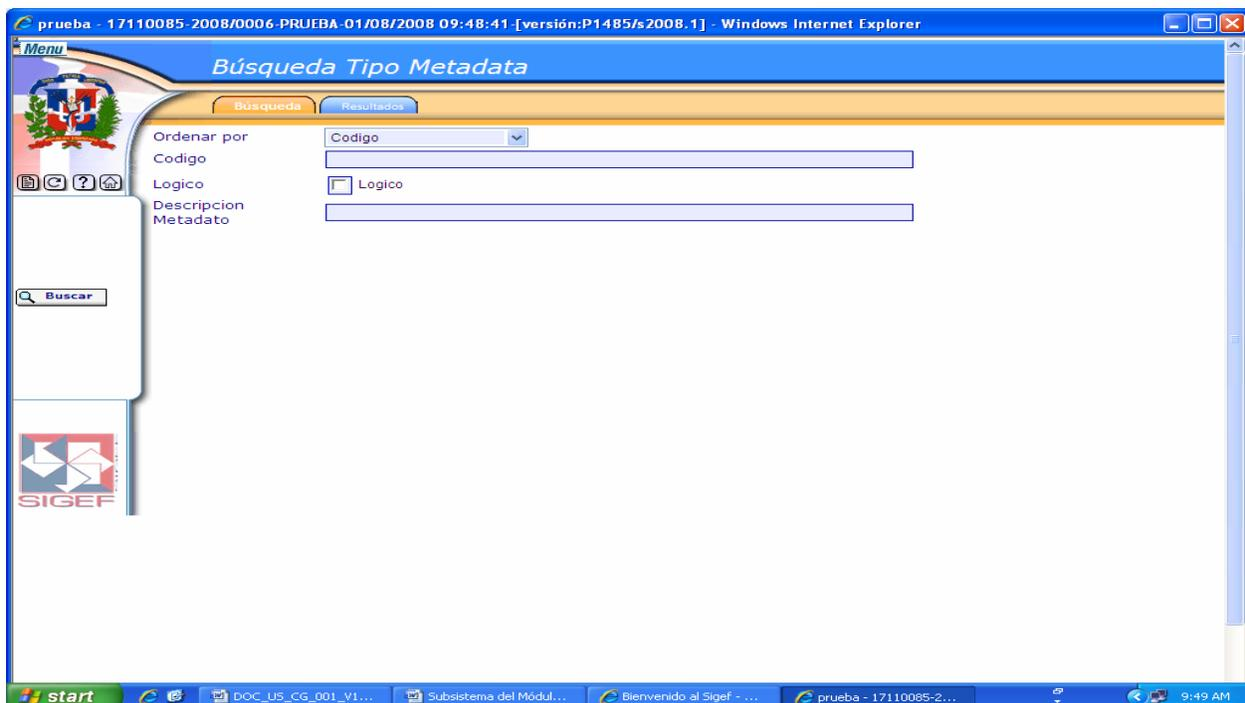 prueba - 17110085-2008/0006-PRUEBA-01/08/2008 09:48:41-[versión:P1485/s2008.1] - Windows Internet Explorer
Menu
Búsqueda Tipo Metadata
Búsqueda Resultados
Ordenar por Codigo
Codigo
Logico Logico
Descripcion
Metadato
Buscar
SIGEF
start DOC_US_CG_001_V1... Subsistema del Módul... Bienvenido al Sigef - ... prueba - 17110085-2... 9:49 AM